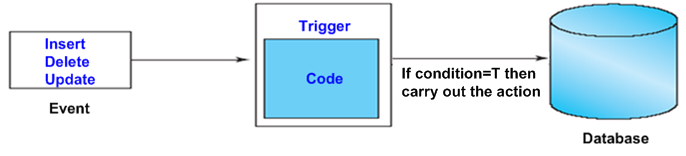 Insert
Delete
Update
Event
Trigger
Code
If condition=T then
carry out the action
Database